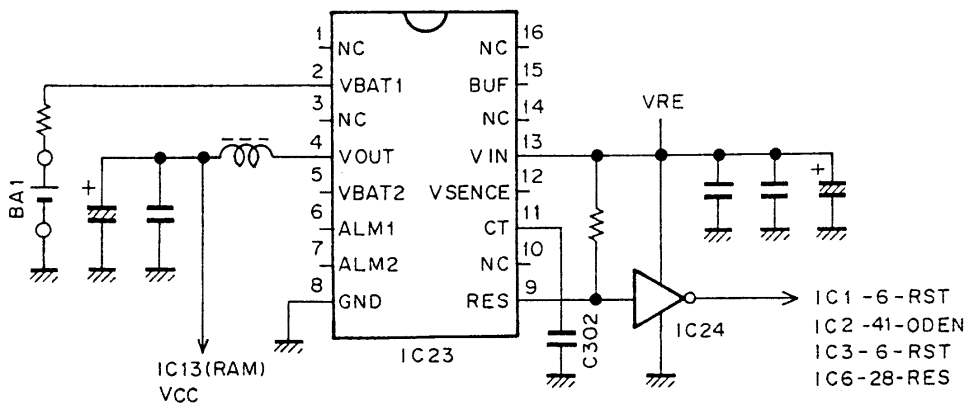 1 NC
2 VBAT1
3 NC
4 VOUT
5 VBAT2
6 ALM1
7 ALM2
8 GND
16 NC
15 BUF
14 NC
13 VIN
12 VSENCE
11 CT
10 NC
9 RES
IC23
BA1
+
IC13(RAM)
VCC
VRE
+
C302
IC24
IC1-6-RST
IC2-41-ODEN
IC3-6-RST
IC6-28-RES